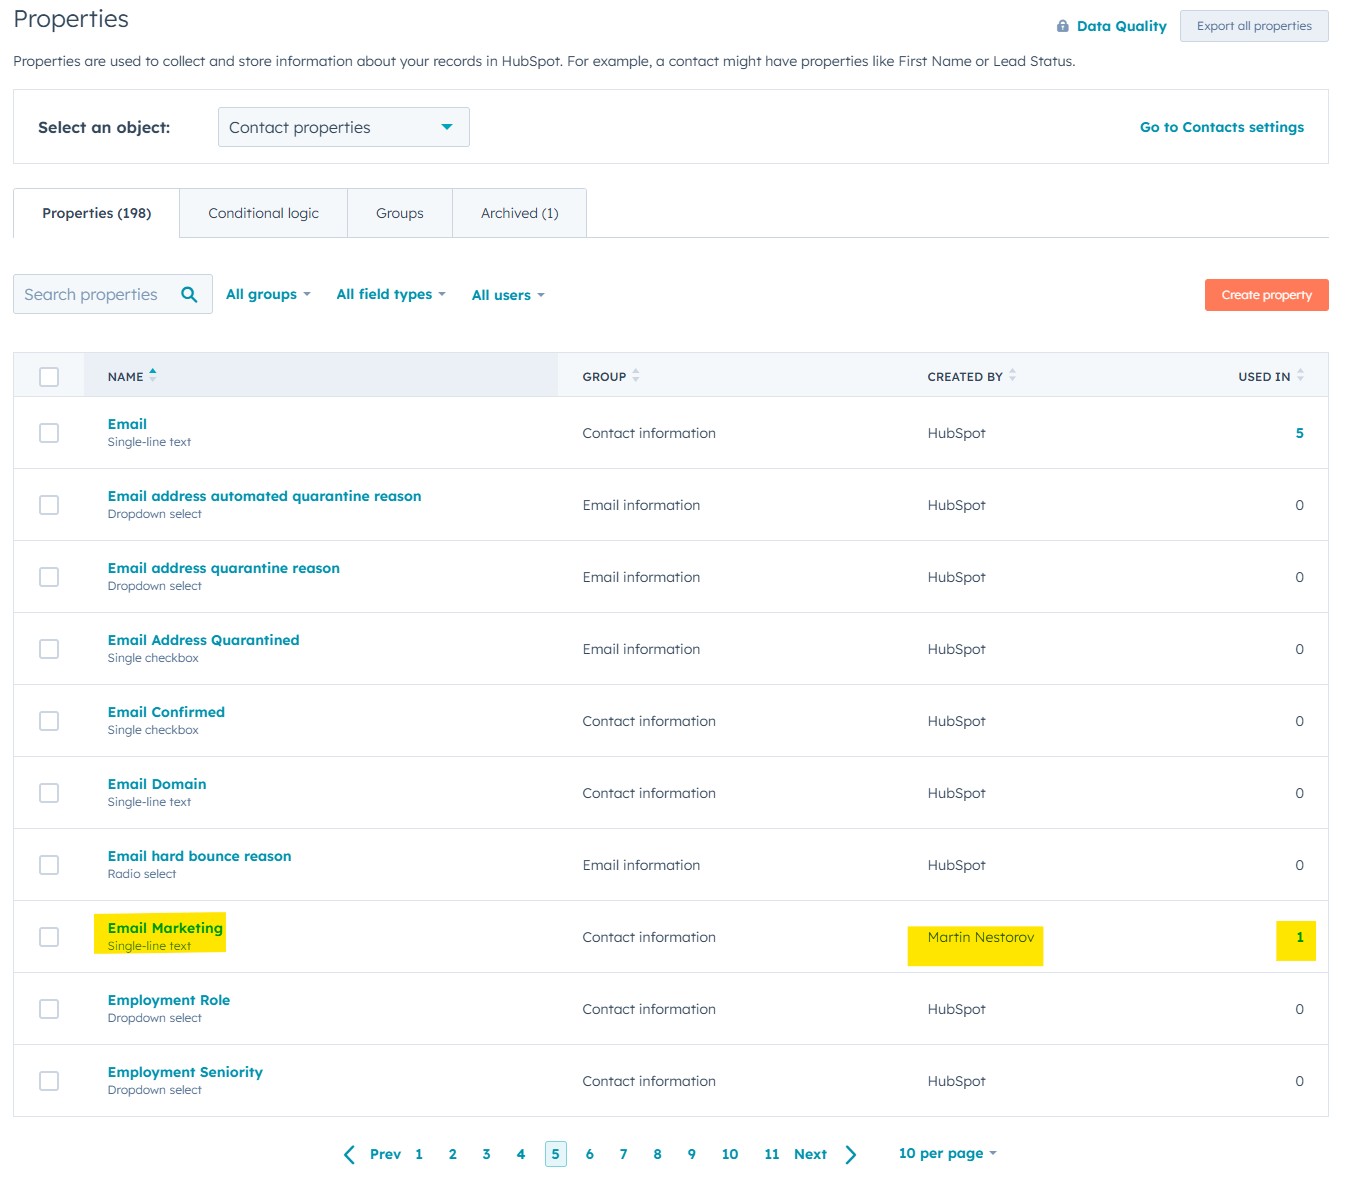 Properties
Data Quality
Export all properties
Properties are used to collect and store information about your records in HubSpot. For example, a contact might have properties like First Name or Lead Status.
Select an object:
Contact properties
Go to Contacts settings
Properties (198)
Conditional logic
Groups
Archived (1)
Search properties
All groups
All field types
All users
Create property
NAME GROUP CREATED BY USED IN
Email Contact information HubSpot 5
Single-line text
Email address automated quarantine reason Email information HubSpot 0
Dropdown select
Email address quarantine reason Email information HubSpot 0
Dropdown select
Email Address Quarantined Email information HubSpot 0
Single checkbox
Email Confirmed Contact information HubSpot 0
Single checkbox
Email Domain Contact information HubSpot 0
Single-line text
Email hard bounce reason Email information HubSpot 0
Radio select
Email Marketing Contact information Martin Nestorov 1
Single-line text
Employment Role Contact information HubSpot 0
Dropdown select
Employment Seniority Contact information HubSpot 0
Dropdown select
Prev 1 2 3 4 5 6 7 8 9 10 11 Next 10 per page